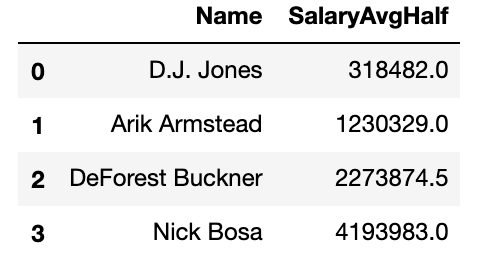 Name SalaryAvgHalf
0 D.J. Jones 318482.0
1 Arik Armstead 1230329.0
2 DeForest Buckner 2273874.5
3 Nick Bosa 4193983.0